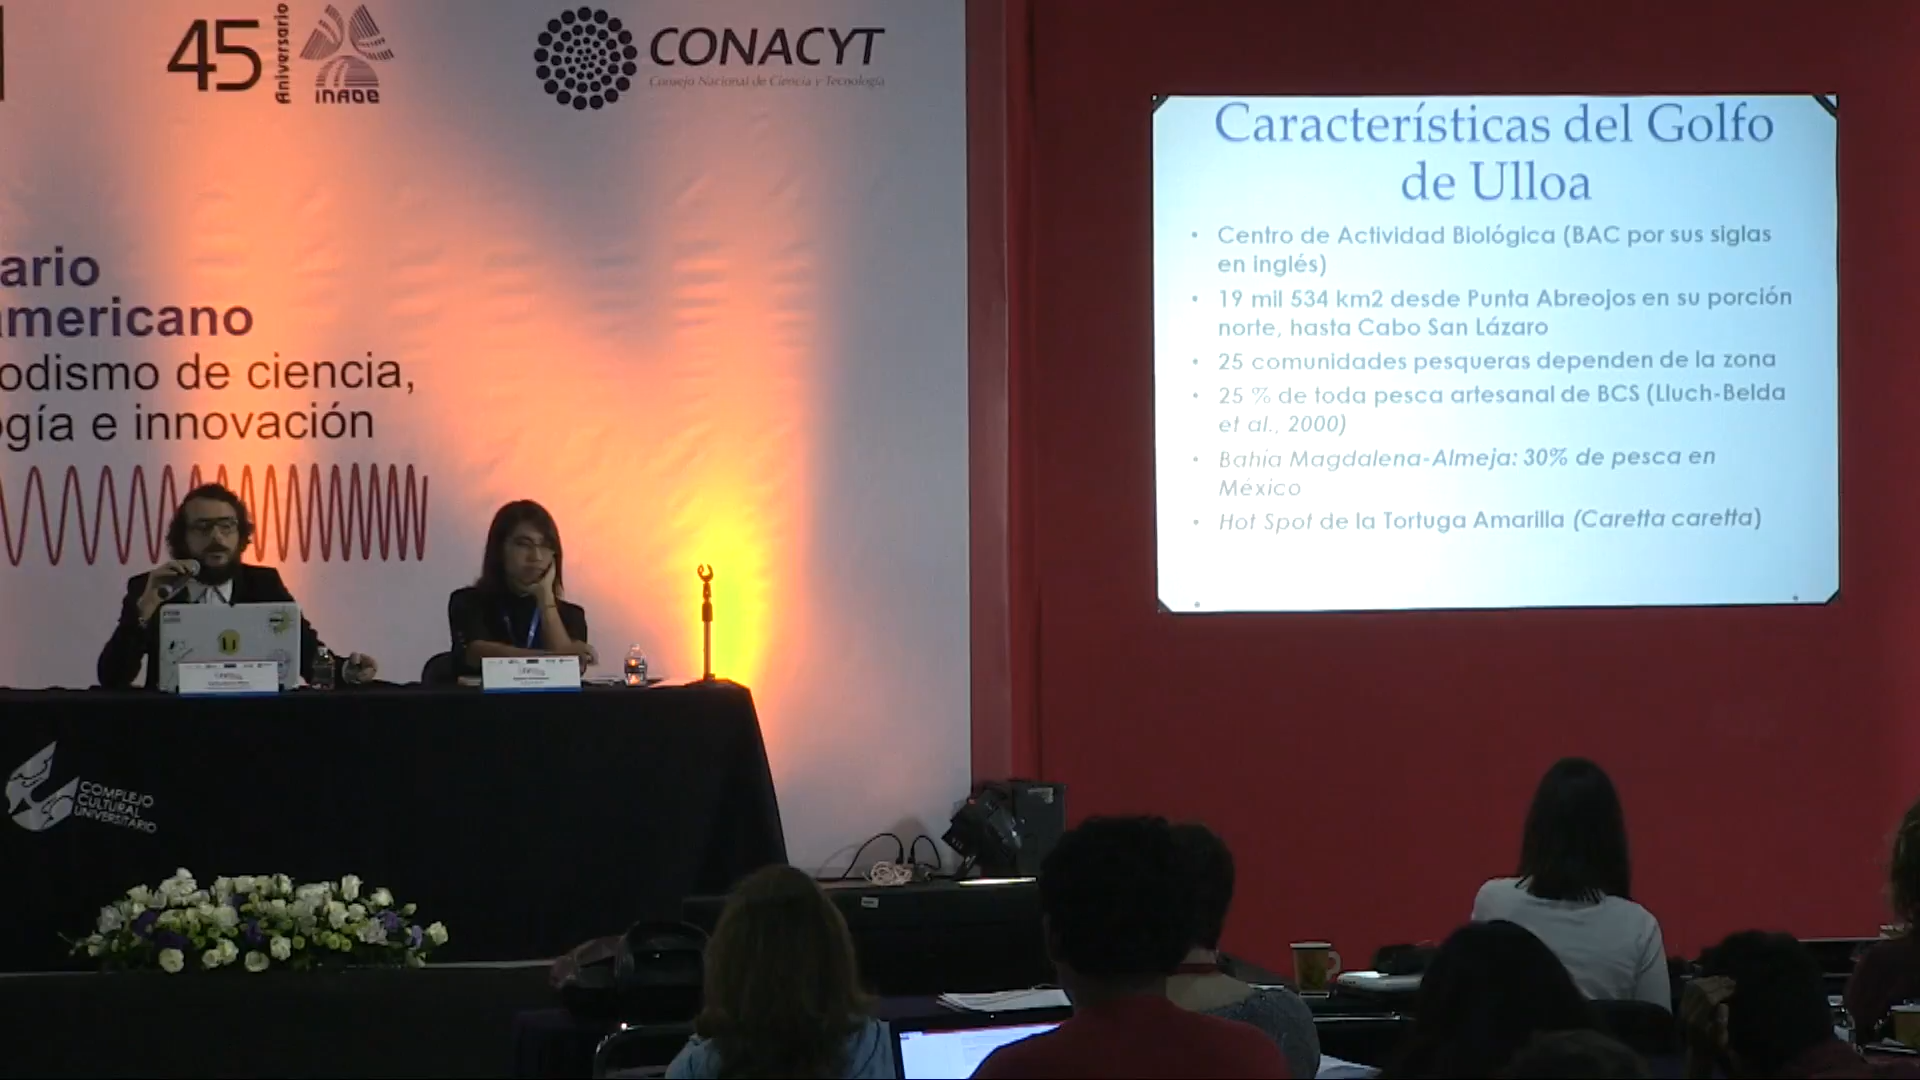 45
Aniversario
INAOE
CONACYT
Consejo Nacional de Ciencia y Tecnología
ario
americano
odismo de ciencia,
ogía e innovación
COMPLEJO
CULTURAL
UNIVERSITARIO
Características del Golfo
de Ulloa
• Centro de Actividad Biológica (BAC por sus siglas
en inglés)
• 19 mil 534 km2 desde Punta Abreojos en su porción
norte, hasta Cabo San Lázaro
• 25 comunidades pesqueras dependen de la zona
• 25 % de toda pesca artesanal de BCS (Lluch-Belda
et al., 2000)
• Bahía Magdalena-Almeja: 30% de pesca en
México
• Hot Spot de la Tortuga Amarilla (Caretta caretta)